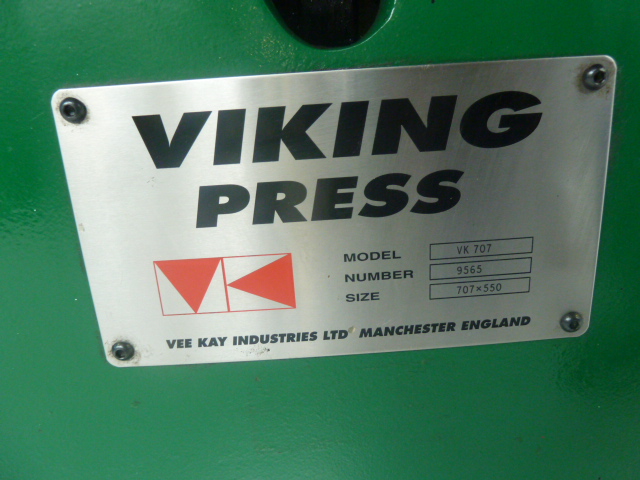 VIKING
PRESS
MODEL VK 707
NUMBER 9565
SIZE 707×550
VEE KAY INDUSTRIES LTD MANCHESTER ENGLAND